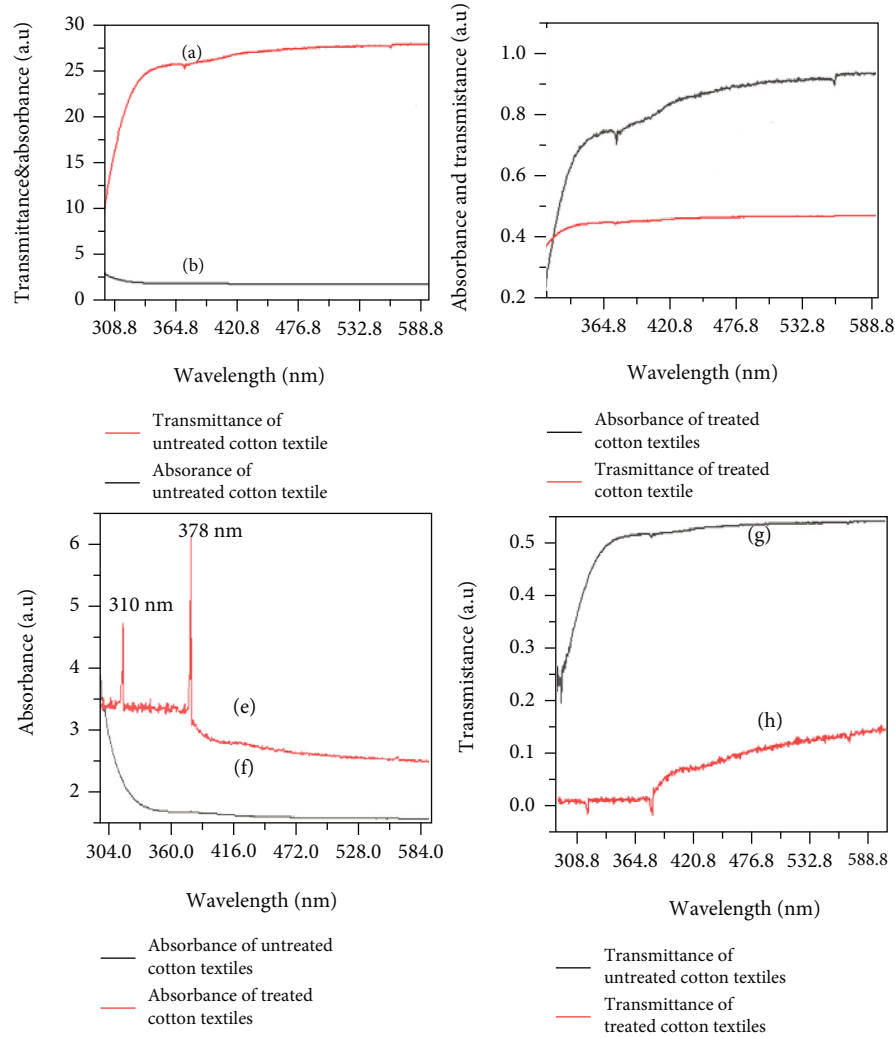 Transmittance&absorbance (a.u)
30
25
20
15
30
25
0
(a)
(b)
308.8 364.8 420.8 476.8 532.8 588.8
Wavelength (nm)
Transmittance of
untreated cotton textile
Absorance of
untreated cotton textile
Absorbance and transmistance (a.u)
1.0
0.8
0.6
0.4
0.2
364.8 420.8 476.8 532.8 588.8
Wavelength (nm)
Absorbance of treated
cotton textiles
Trasmittance of treated
cotton textile
Absorbance (a.u)
6
5
4
3
2
378 nm
310 nm
(e)
(f)
304.0 360.0 416.0 472.0 528.0 584.0
Wavelength (nm)
Absorbance of untreated
cotton textiles
Absorbance of treated
cotton textiles
Transmistance (a.u)
0.5
0.4
0.3
0.2
0.1
0.0
(g)
(h)
308.8 364.8 420.8 476.8 532.8 588.8
Wavelength (nm)
Transmittance of
untreated cotton textiles
Transmittance of
treated cotton textiles